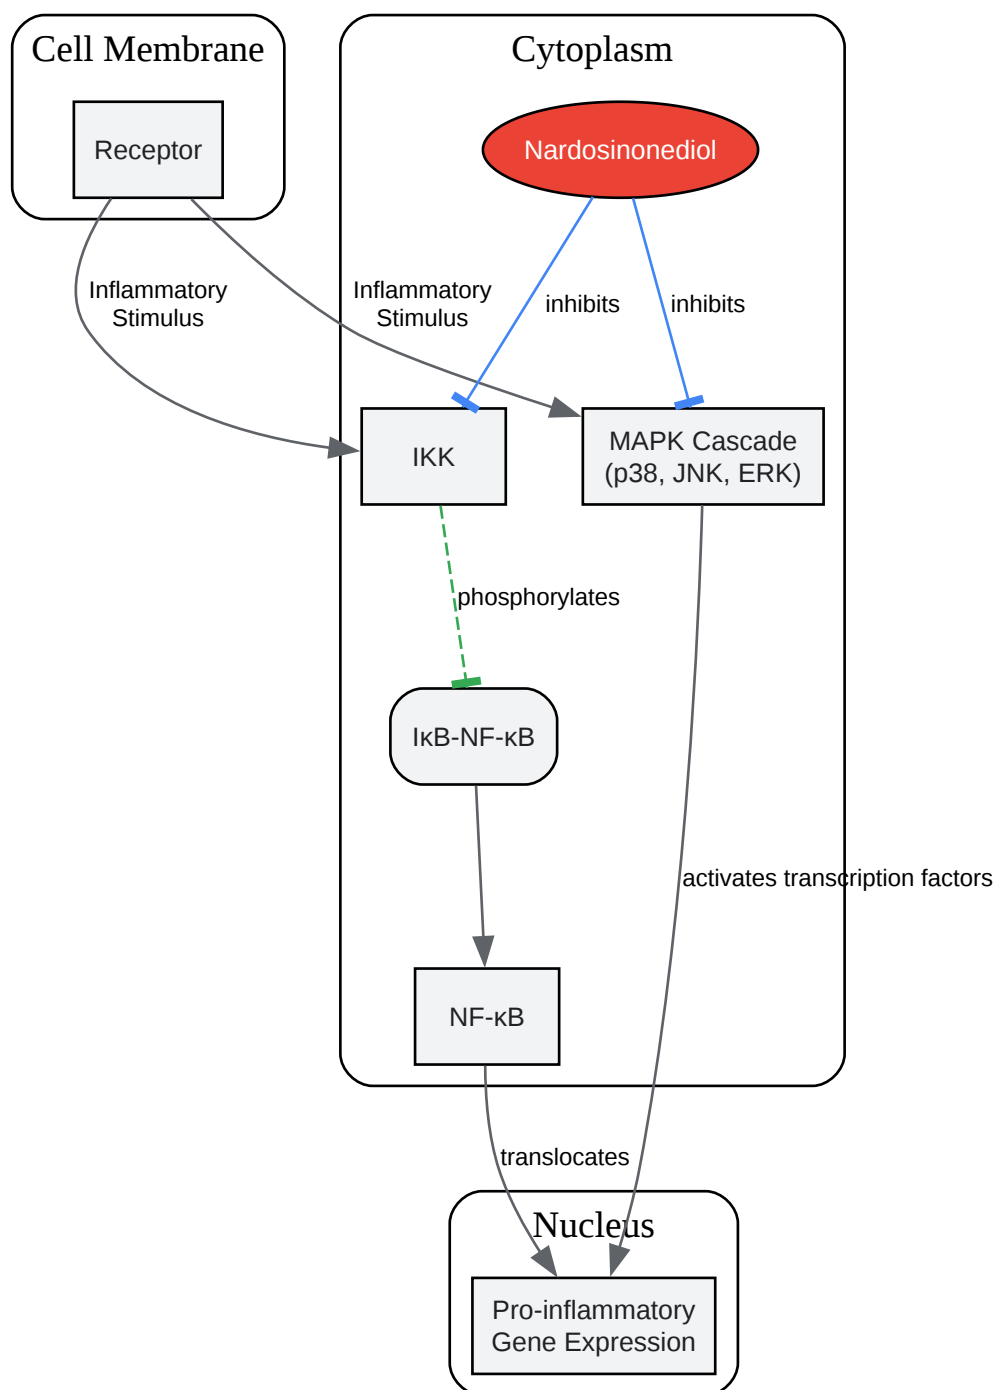 Cell Membrane
Cytoplasm
Receptor
Nardosinonediol
Inflammatory
Stimulus
Inflammatory
Stimulus
inhibits
inhibits
IKK
MAPK Cascade
(p38, JNK, ERK)
phosphorylates
IκB-NF-κB
activates transcription factors
NF-κB
translocates
Nucleus
Pro-inflammatory
Gene Expression